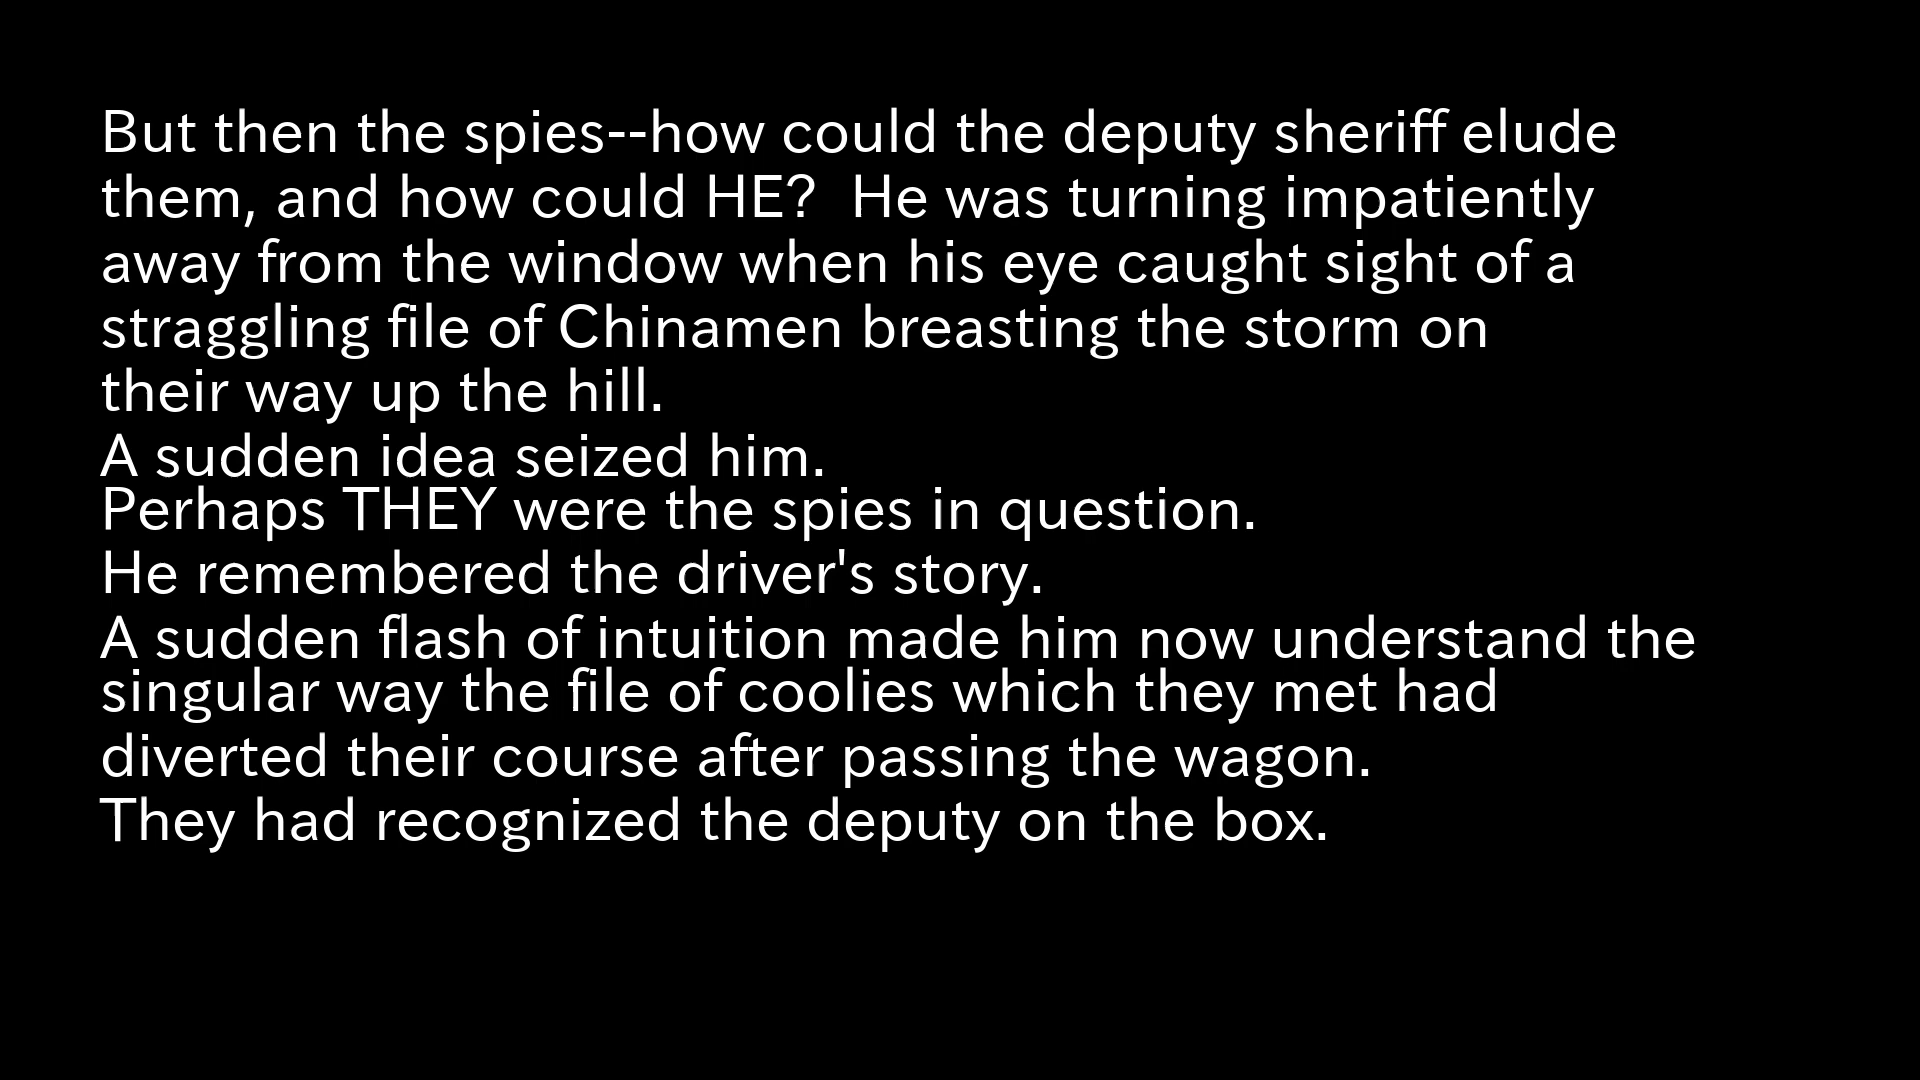 But then the spies--how could the deputy sheriff elude
them, and how could HE?  He was turning impatiently
away from the window when his eye caught sight of a
straggling file of Chinamen breasting the storm on
their way up the hill.
A sudden idea seized him.
Perhaps THEY were the spies in question.
He remembered the driver's story.
A sudden flash of intuition made him now understand the
singular way the file of coolies which they met had
diverted their course after passing the wagon.
They had recognized the deputy on the box.